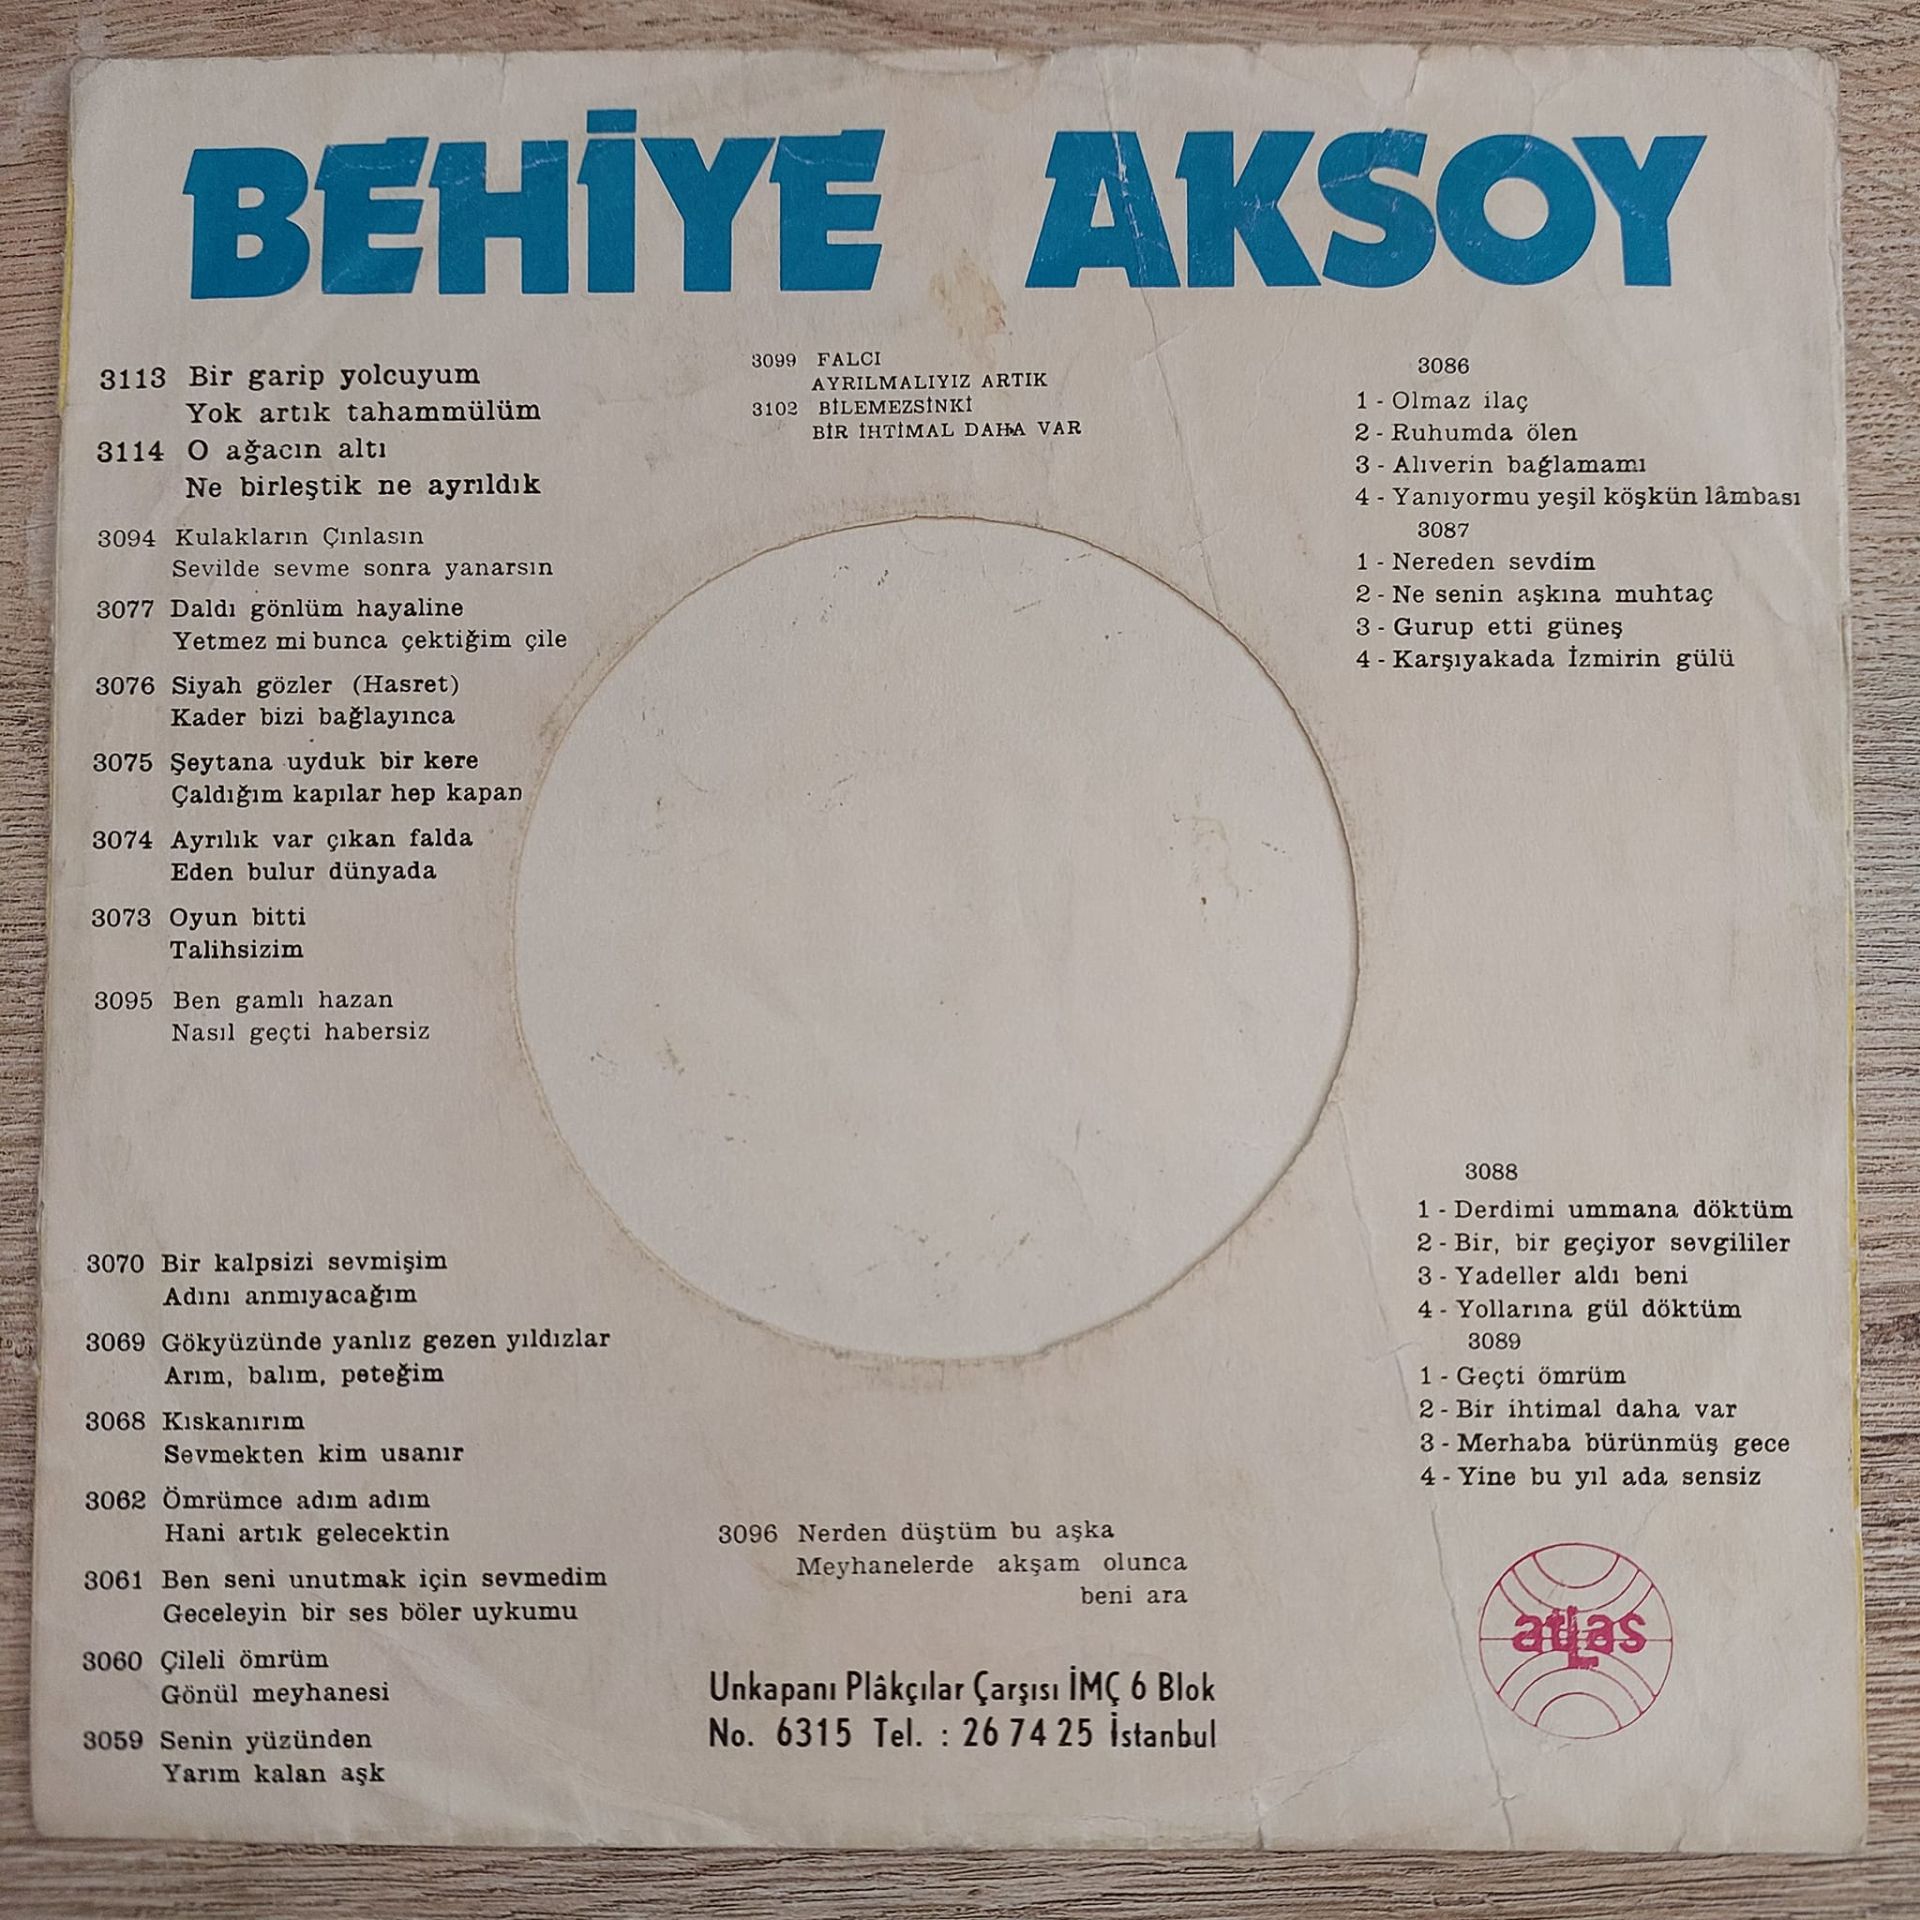 BEHİYE AKSOY
3113 Bir garip yolcuyum
Yok artık tahammülüm
3114 O ağacın altı
Ne birleştik ne ayrıldık
3094 Kulakların Çınlasın
Sevilde sevme sonra yanarsın
3077 Daldı gönlüm hayaline
Yetmez mi bunca çektiğim çile
3076 Siyah gözler (Hasret)
Kader bizi bağlayınca
3075 Şeytana uyduk bir kere
Çaldığım kapılar hep kapan
3074 Ayrılık var çıkan falda
Eden bulur dünyada
3073 Oyun bitti
Talihsizim
3095 Ben gamlı hazan
Nasıl geçti habersiz
3070 Bir kalpsizi sevmişim
Adını anmıyacağım
3069 Gökyüzünde yanlız gezen yıldızlar
Arım, balım, peteğim
3068 Kıskanırım
Sevmekten kim usanır
3062 Ömrümce adım adım
Hani artık gelecektin
3061 Ben seni unutmak için sevmedim
Geceleyin bir ses böler uykumu
3060 Çileli ömrüm
Gönül meyhanesi
3059 Senin yüzünden
Yarım kalan aşk
3099 FALCI
AYRILMALIYIZ ARTIK
3102 BİLEMEZSİNKİ
BİR İHTİMAL DAHA VAR
3096 Nerden düştüm bu aşka
Meyhanelerde akşam olunca
beni ara
Unkapanı Plâkçılar Çarşısı İMÇ 6 Blok
No. 6315 Tel. : 26 74 25 İstanbul
3086
1 - Olmaz ilaç
2 - Ruhumda ölen
3 - Alıverin bağlamamı
4 - Yanıyormu yeşil köşkün lâmbası
3087
1 - Nereden sevdim
2 - Ne senin aşkına muhtaç
3 - Gurup etti güneş
4 - Karşıyakada İzmirin gülü
3088
1 - Derdimi ummana döktüm
2 - Bir, bir geçiyor sevgililer
3 - Yadeller aldı beni
4 - Yollarına gül döktüm
3089
1 - Geçti ömrüm
2 - Bir ihtimal daha var
3 - Merhaba bürünmüş gece
4 - Yine bu yıl ada sensiz
atLas